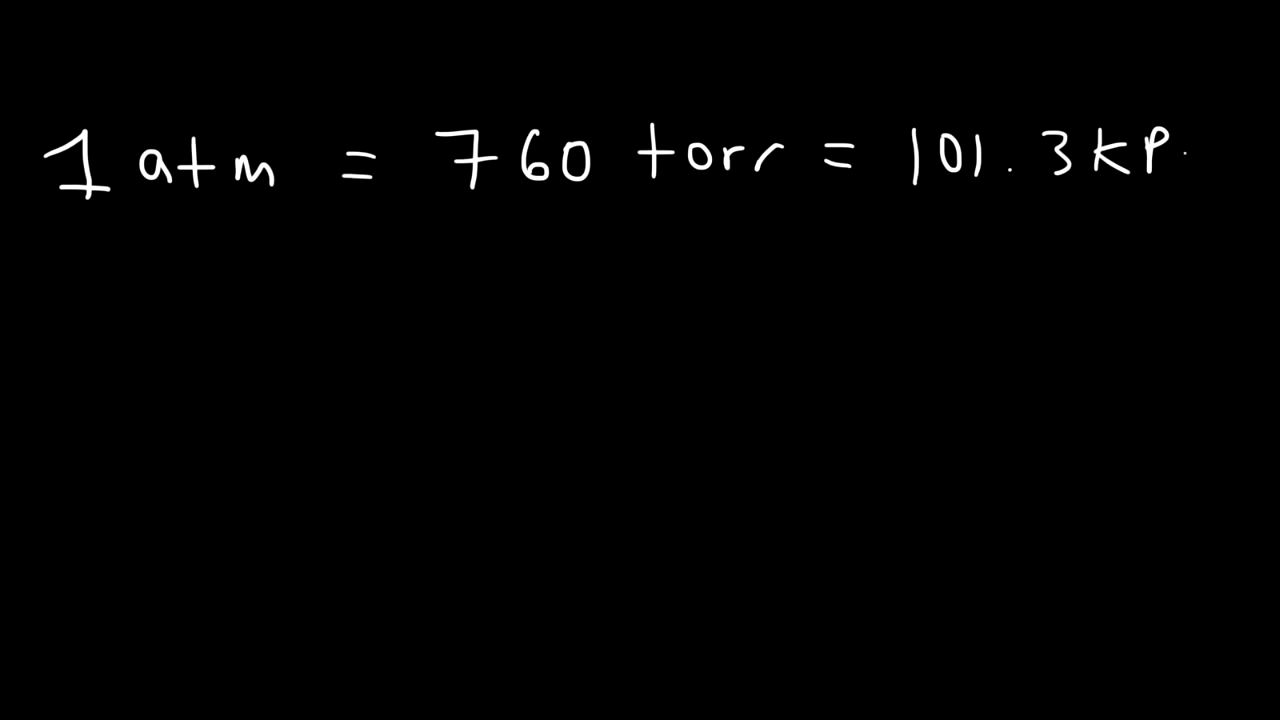 1 atm = 760 torr = 101.3 kP